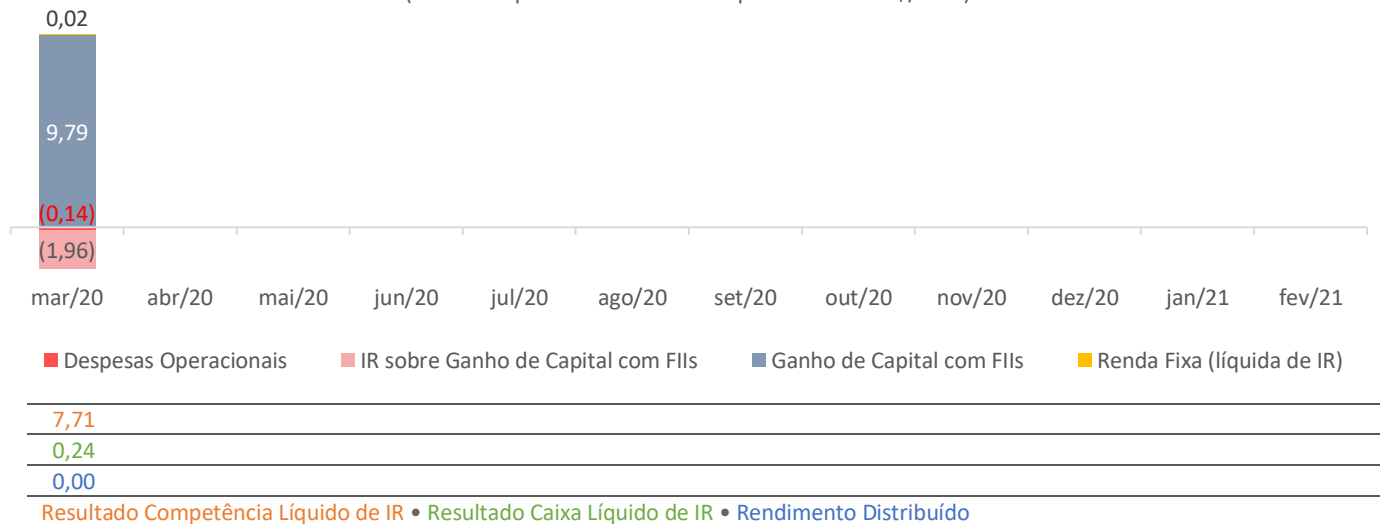 0,02
9,79
(0,14)
(1,96)
mar/20 abr/20 mai/20 jun/20 jul/20 ago/20 set/20 out/20 nov/20 dez/20 jan/21 fev/21
Despesas Operacionais IR sobre Ganho de Capital com FIIs Ganho de Capital com FIIs Renda Fixa (líquida de IR)
7,71
0,24
0,00
Resultado Competência Líquido de IR • Resultado Caixa Líquido de IR • Rendimento Distribuído